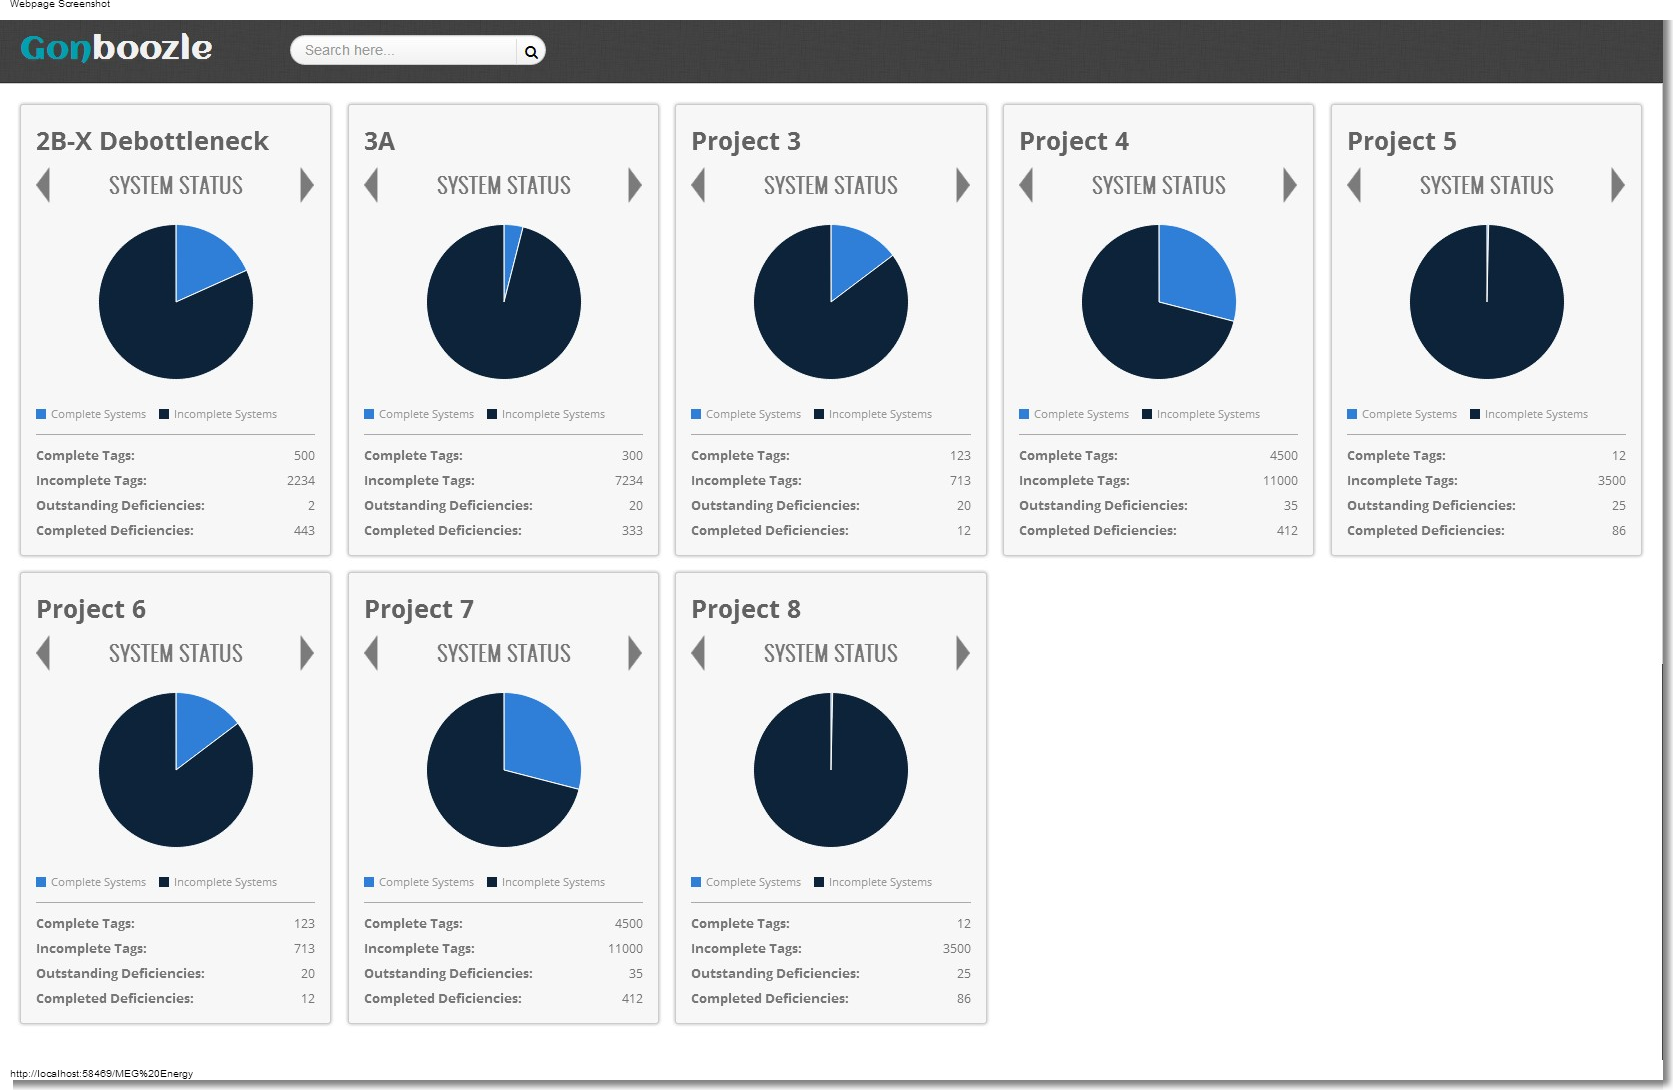 Webpage Screenshot
Gonboozle
Search here...
2B-X Debottleneck
SYSTEM STATUS
Complete Systems Incomplete Systems
Complete Tags: 500
Incomplete Tags: 2234
Outstanding Deficiencies: 2
Completed Deficiencies: 443
3A
SYSTEM STATUS
Complete Systems Incomplete Systems
Complete Tags: 300
Incomplete Tags: 7234
Outstanding Deficiencies: 20
Completed Deficiencies: 333
Project 3
SYSTEM STATUS
Complete Systems Incomplete Systems
Complete Tags: 123
Incomplete Tags: 713
Outstanding Deficiencies: 20
Completed Deficiencies: 12
Project 4
SYSTEM STATUS
Complete Systems Incomplete Systems
Complete Tags: 4500
Incomplete Tags: 11000
Outstanding Deficiencies: 35
Completed Deficiencies: 412
Project 5
SYSTEM STATUS
Complete Systems Incomplete Systems
Complete Tags: 12
Incomplete Tags: 3500
Outstanding Deficiencies: 25
Completed Deficiencies: 86
Project 6
SYSTEM STATUS
Complete Systems Incomplete Systems
Complete Tags: 123
Incomplete Tags: 713
Outstanding Deficiencies: 20
Completed Deficiencies: 12
Project 7
SYSTEM STATUS
Complete Systems Incomplete Systems
Complete Tags: 4500
Incomplete Tags: 11000
Outstanding Deficiencies: 35
Completed Deficiencies: 412
Project 8
SYSTEM STATUS
Complete Systems Incomplete Systems
Complete Tags: 12
Incomplete Tags: 3500
Outstanding Deficiencies: 25
Completed Deficiencies: 86
http://localhost:58469/MEG%20Energy